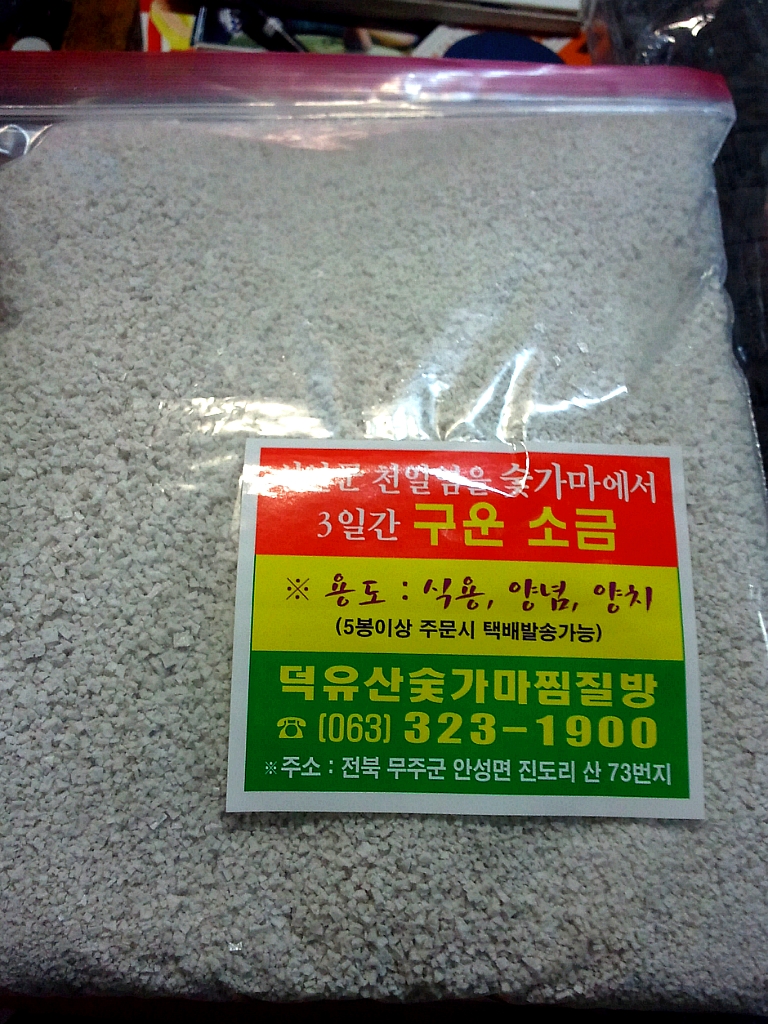 천일염을 숯가마에서
3일간 구운 소금
※ 용도 : 식용, 양념, 양치
(5봉이상 주문시 택배발송가능)
덕유산숯가마찜질방
☎ (063) 323-1900
※주소 : 전북 무주군 안성면 진도리 산 73번지